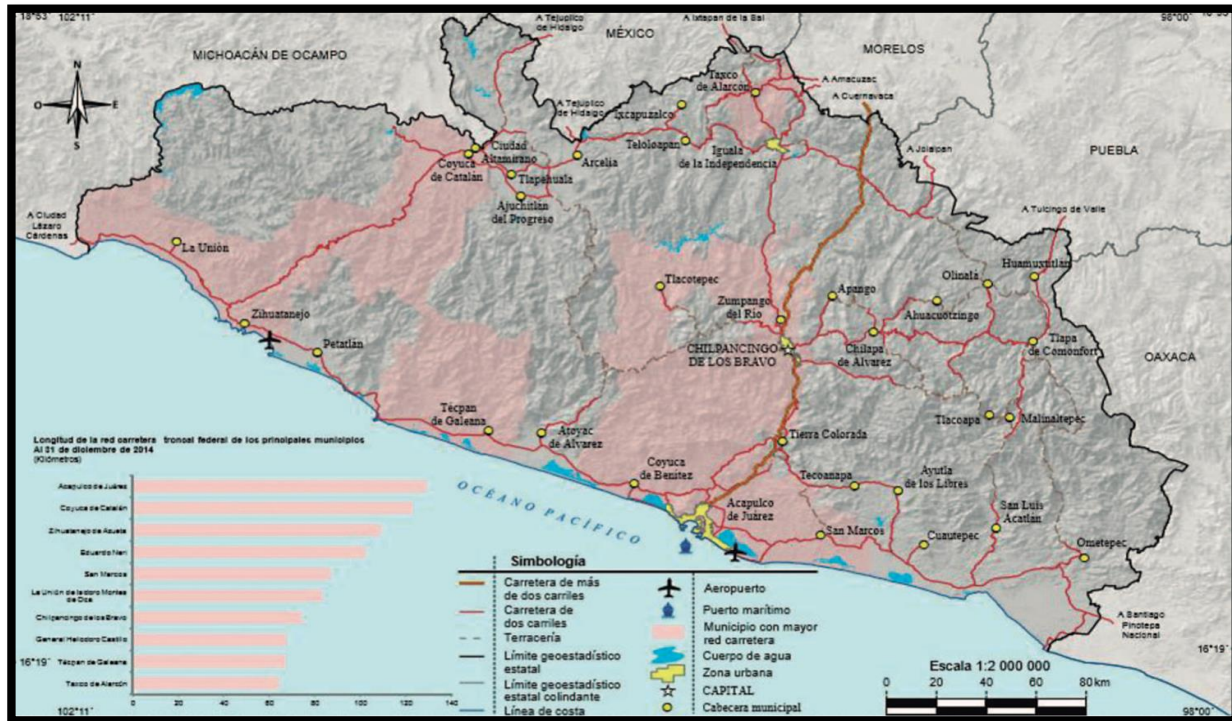 18°53' 102°11'
A Tejupilco
de Hidalgo
MÉXICO
A Ixtapan de la Sal
MORELOS
98°00'
MICHOACÁN DE OCAMPO
N
O
E
S
A Tejupilco
de Hidalgo
Taxco
de Alarcón
A Amacuzac
A Cuernavaca
Ixcapuzalco
Teloloapan
Iguala
de la Independencia
PUEBLA
Ciudad
Altamirano
Coyuca
de Catalán
Arcelia
Tlapehuala
Ajuchitlán
del Progreso
A Jolalpan
A Tulcingo de Valle
A Ciudad
Lázaro
Cárdenas
La Unión
Huamuxtitlán
Olinalá
Tlacotepec
Apango
Ahuacuotzingo
Zumpango
del Río
Zihuatanejo
Petatlán
CHILPANCINGO
DE LOS BRAVO
Chilapa
de Álvarez
Tlapa
de Comonfort
OAXACA
Técpan
de Galeana
Atoyac
de Álvarez
Tlacoapa
Malinaltepec
Tierra Colorada
Coyuca
de Benítez
Tecoanapa
Ayutla
de los Libres
OCÉANO PACÍFICO
Acapulco
de Juárez
San Marcos
Cuautepec
San Luis
Acatlán
Ometepec
A Santiago
Pinotepa
Nacional
Longitud de la red carretera troncal federal de los principales municipios
Al 31 de diciembre de 2014
(Kilómetros)
Acapulco de Juárez
Coyuca de Catalán
Zihuatanejo de Azueta
Eduardo Neri
San Marcos
La Unión de Isidoro Montes
de Oca
Chilpancingo de los Bravo
General Heliodoro Castillo
16°19'
Técpan de Galeana
Taxco de Alarcón
0 20 40 60 80 100 120 140
102°11'
Simbología
Carretera de más
de dos carriles
Carretera de
dos carriles
Terracería
Límite geoestadístico
estatal
Límite geoestadístico
estatal colindante
Línea de costa
Aeropuerto
Puerto marítimo
Municipio con mayor
red carretera
Cuerpo de agua
Zona urbana
CAPITAL
Cabecera municipal
16°19'
Escala 1:2 000 000
0 20 40 60 80km
98°00'